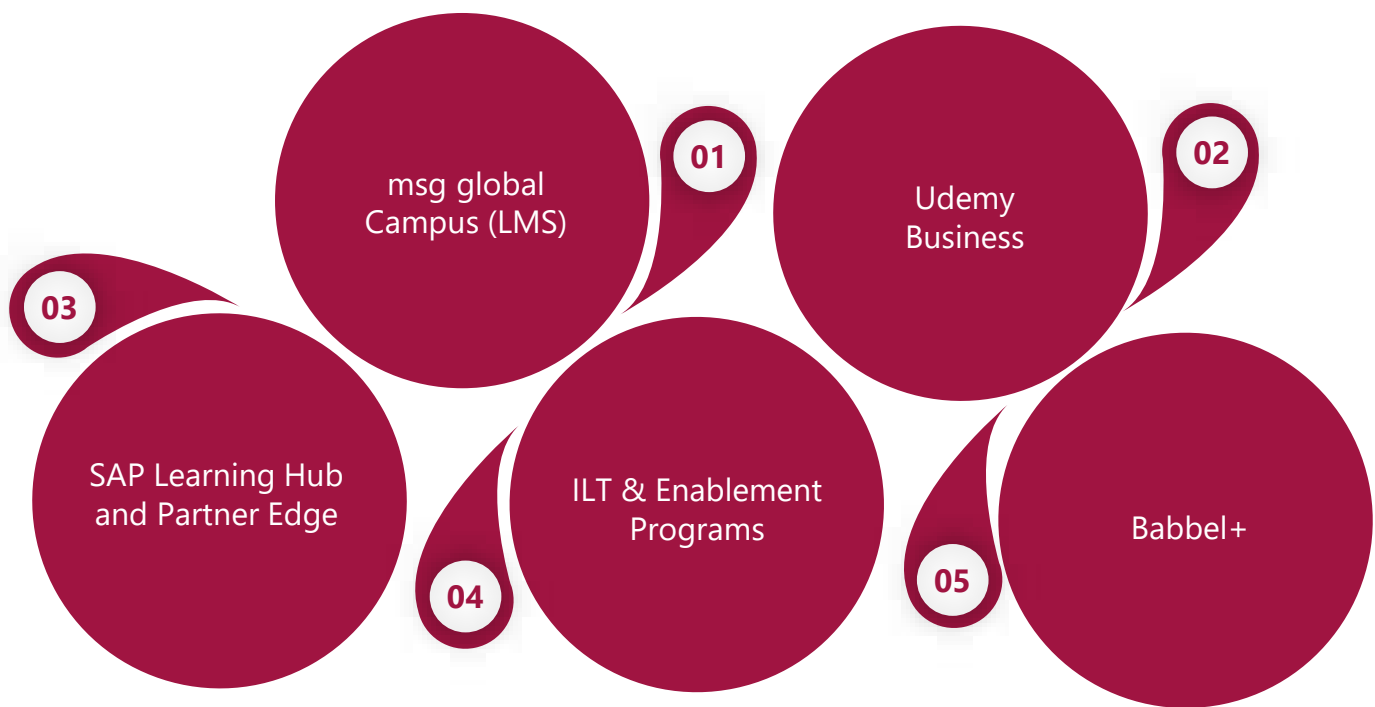 01
msg global
Campus (LMS)
02
Udemy
Business
03
SAP Learning Hub
and Partner Edge
04
ILT & Enablement
Programs
05
Babbel+